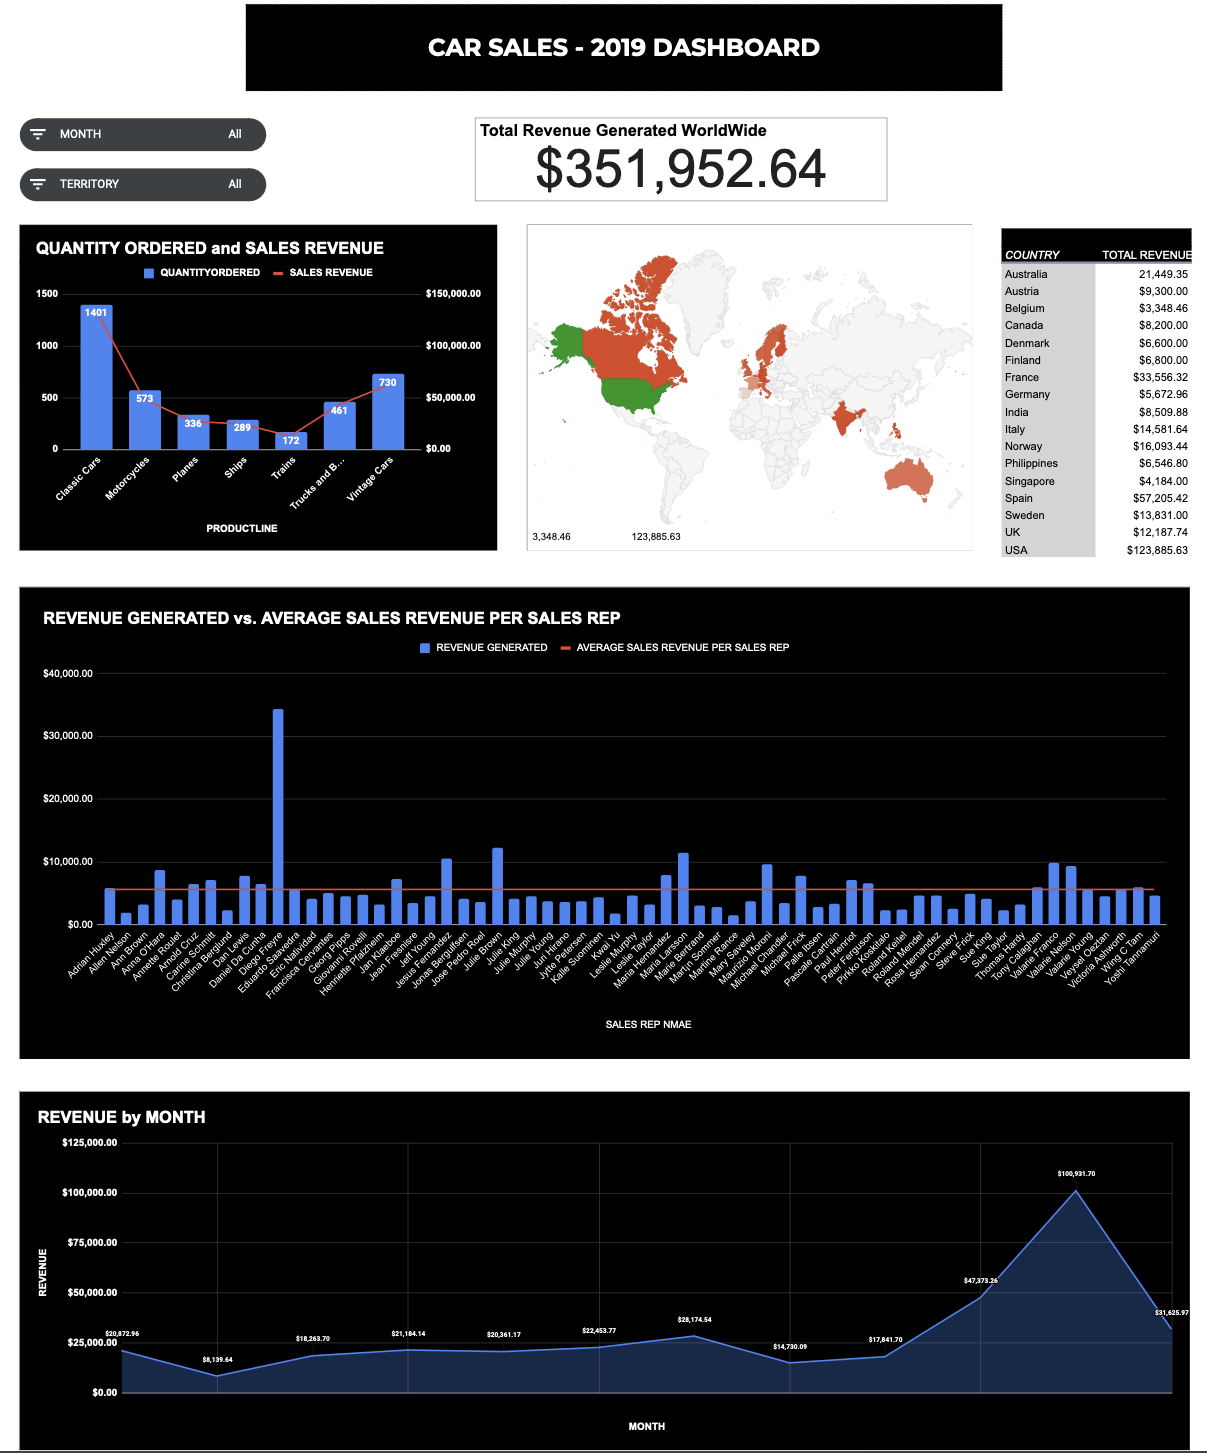 CAR SALES - 2019 DASHBOARD
MONTH All
TERRITORY All
Total Revenue Generated WorldWide
$351,952.64
QUANTITY ORDERED and SALES REVENUE
QUANTITYORDERED SALES REVENUE
1500 $150,000.00
1000 $100,000.00
500 $50,000.00
0 $0.00
1401
573
336
289
172
461
730
Classic Cars
Motorcycles
Planes
Ships
Trains
Trucks and B...
Vintage Cars
PRODUCTLINE
3,348.46 123,885.63
COUNTRY TOTAL REVENUE
Australia 21,449.35
Austria $9,300.00
Belgium $3,348.46
Canada $8,200.00
Denmark $6,600.00
Finland $6,800.00
France $33,556.32
Germany $5,672.96
India $8,509.88
Italy $14,581.64
Norway $16,093.44
Philippines $6,546.80
Singapore $4,184.00
Spain $57,205.42
Sweden $13,831.00
UK $12,187.74
USA $123,885.63
REVENUE GENERATED vs. AVERAGE SALES REVENUE PER SALES REP
REVENUE GENERATED AVERAGE SALES REVENUE PER SALES REP
$40,000.00
$30,000.00
$20,000.00
$10,000.00
$0.00
Adrian Huxley
Allen Nelson
Ann Brown
Anna O'Hara
Annette Roulet
Arnold Cruz
Carine Schmitt
Christina Berglund
Dan Lewis
Daniel Da Cunha
Diego Freyre
Eduardo Saavedra
Eric Natividad
Francisca Cervantes
Georg Pipps
Giovanni Rovelli
Henriette Pfalzheim
Jan Klaeboe
Jean Fresnière
Jeff Young
Jesus Fernandez
Jonas Bergulfsen
Jose Pedro Roel
Julie Brown
Julie King
Julie Murphy
Julie Young
Juri Hirano
Jytte Petersen
Kalle Suominen
Kwai Yu
Leslie Murphy
Leslie Taylor
Maria Hernandez
Maria Larsson
Marie Bertrand
Martin Sommer
Martine Rance
Mary Saveley
Maurizio Moroni
Michael Chandler
Michael Frick
Palle Ibsen
Pascale Cartrain
Paul Henriot
Peter Ferguson
Pirkko Koskitalo
Roland Keitel
Roland Mendel
Rosa Hernandez
Sean Connery
Steve Frick
Sue King
Sue Taylor
Thomas Hardy
Tony Calaghan
Valarie Franco
Valarie Nelson
Valarie Young
Veysel Oeztan
Victoria Ashworth
Wing C Tam
Yoshi Tannamuri
SALES REP NMAE
REVENUE by MONTH
$125,000.00
$100,000.00
$75,000.00
$50,000.00
$25,000.00
$0.00
REVENUE
$20,872.96
$8,139.64
$18,263.70
$21,184.14
$20,361.17
$22,453.77
$28,174.54
$14,730.09
$17,841.70
$47,373.26
$100,931.70
$31,625.97
MONTH